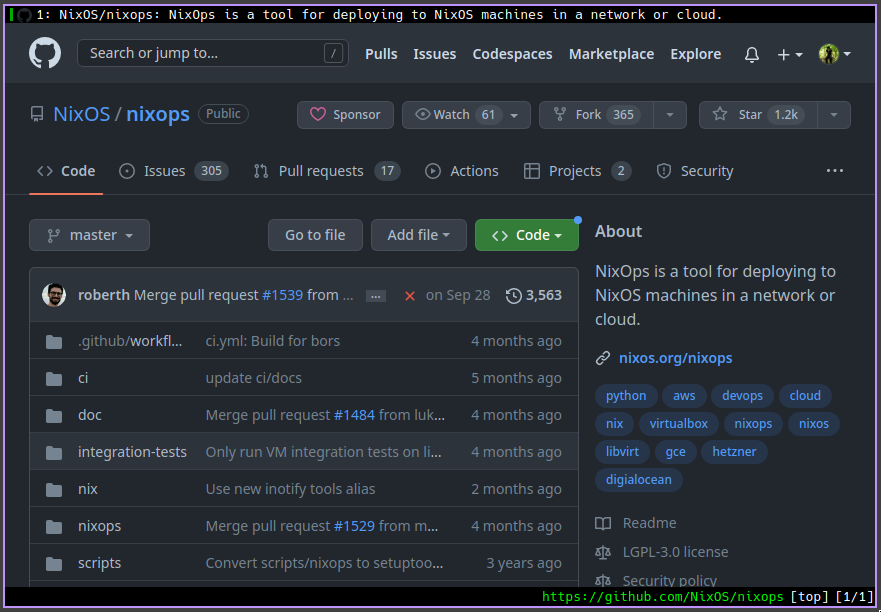 1: NixOS/nixops: NixOps is a tool for deploying to NixOS machines in a network or cloud.
Search or jump to... / Pulls Issues Codespaces Marketplace Explore
NixOS / nixops Public Sponsor Watch 61 Fork 365 Star 1.2k
Code Issues 305 Pull requests 17 Actions Projects 2 Security ...
master Go to file Add file Code
roberth Merge pull request #1539 from ... ... on Sep 28 3,563
.github/workfl... ci.yml: Build for bors 4 months ago
ci update ci/docs 5 months ago
doc Merge pull request #1484 from luk... 4 months ago
integration-tests Only run VM integration tests on li... 4 months ago
nix Use new inotify tools alias 2 months ago
nixops Merge pull request #1529 from m... 4 months ago
scripts Convert scripts/nixops to setuptoo... 3 years ago
About
NixOps is a tool for deploying to
NixOS machines in a network or
cloud.
nixos.org/nixops
python aws devops cloud
nix virtualbox nixops nixos
libvirt gce hetzner
digialocean
Readme
LGPL-3.0 license
Security policy
https://github.com/NixOS/nixops [top] [1/1]